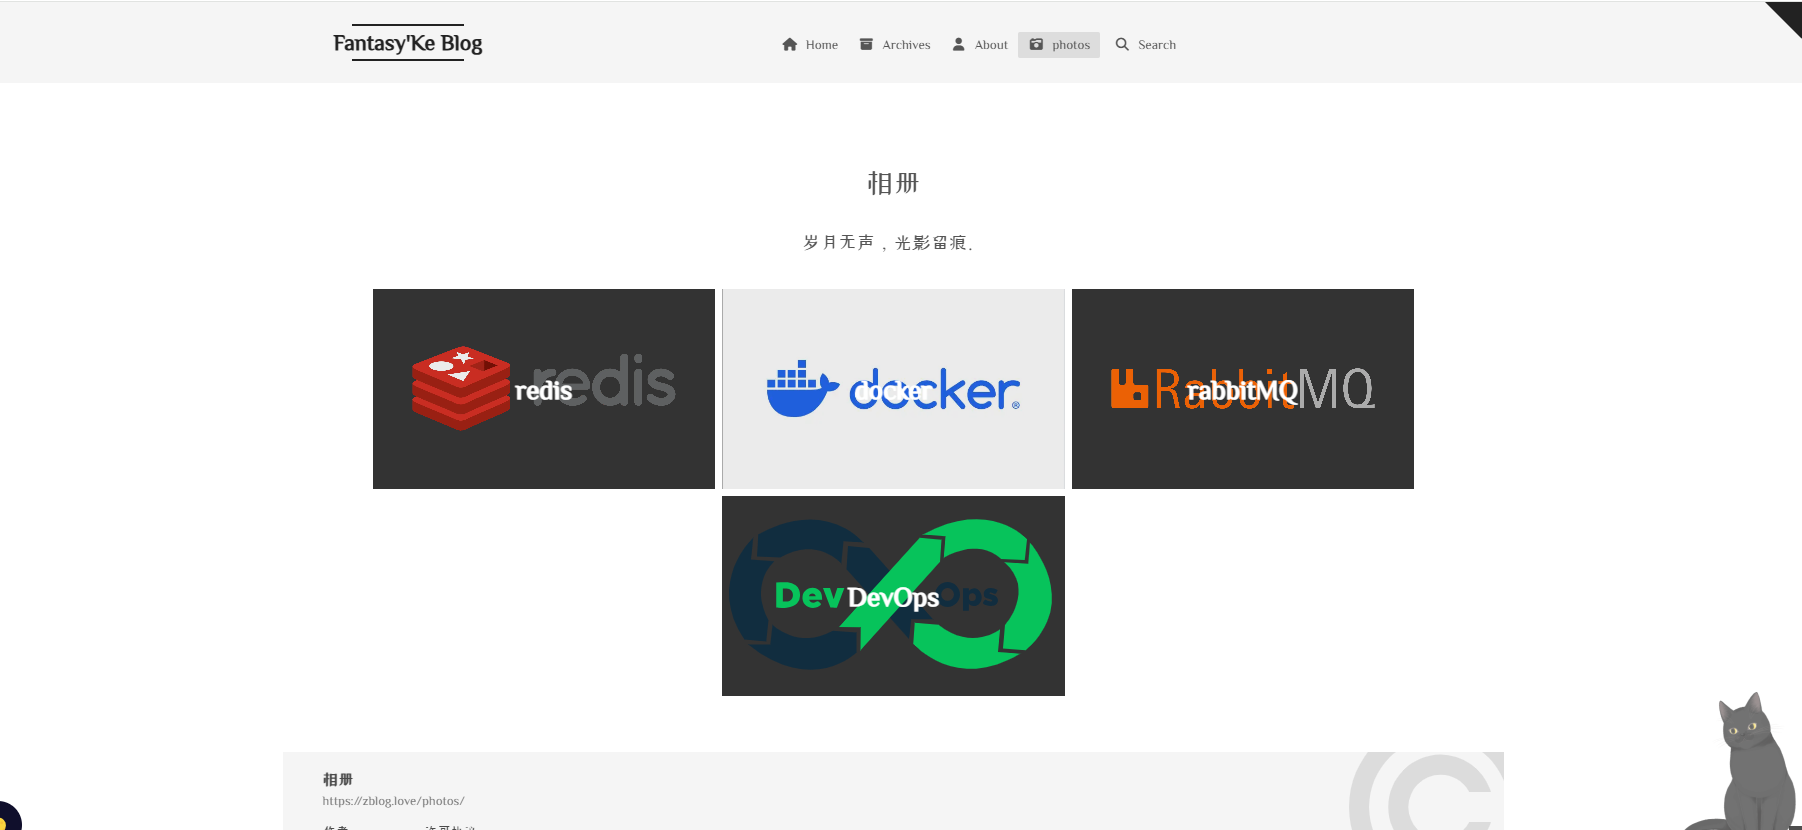 Fantasy'Ke Blog
Home Archives About photos Search
相册
岁月无声，光影留痕.
redis redis
docker docker ®
RabbitMQ rabbitMQ
DevOps DevOps
相册
https://zblog.love/photos/